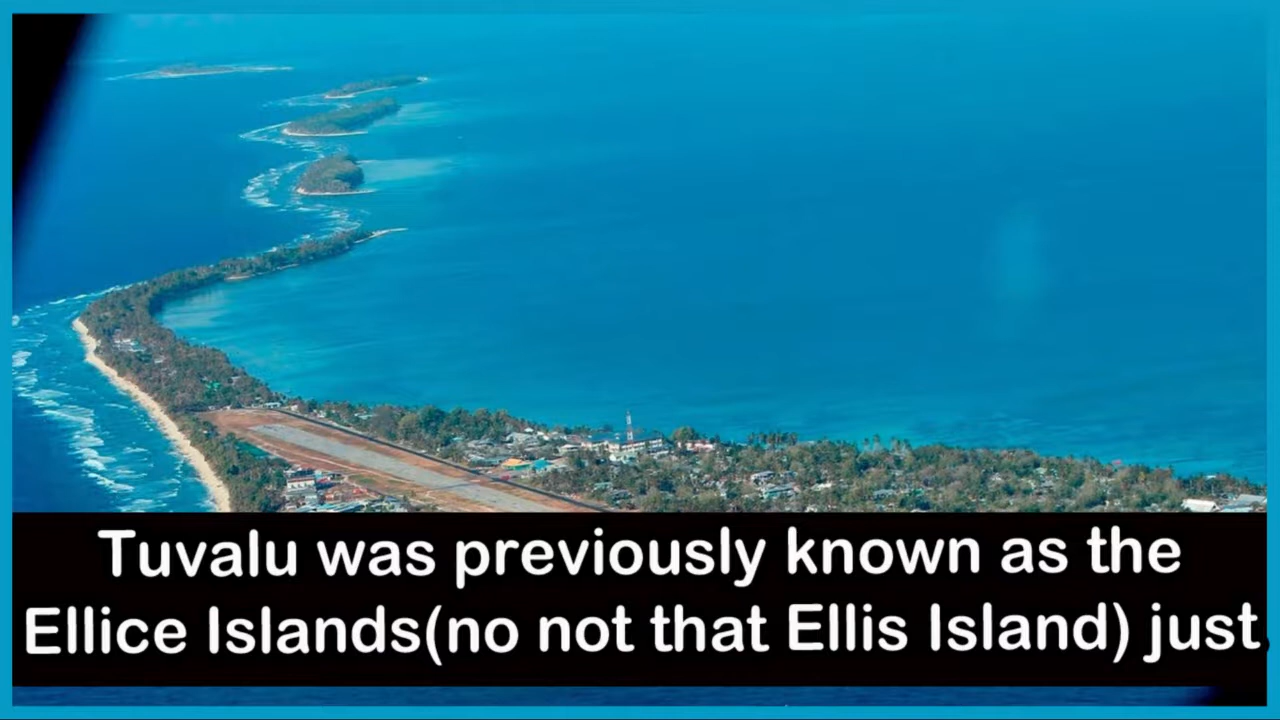 Tuvalu was previously known as the
Ellice Islands(no not that Ellis Island) just